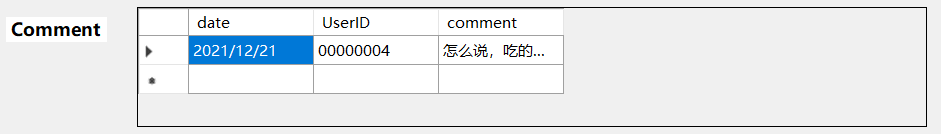 Comment
date UserID comment
2021/12/21 00000004 怎么说，吃的...